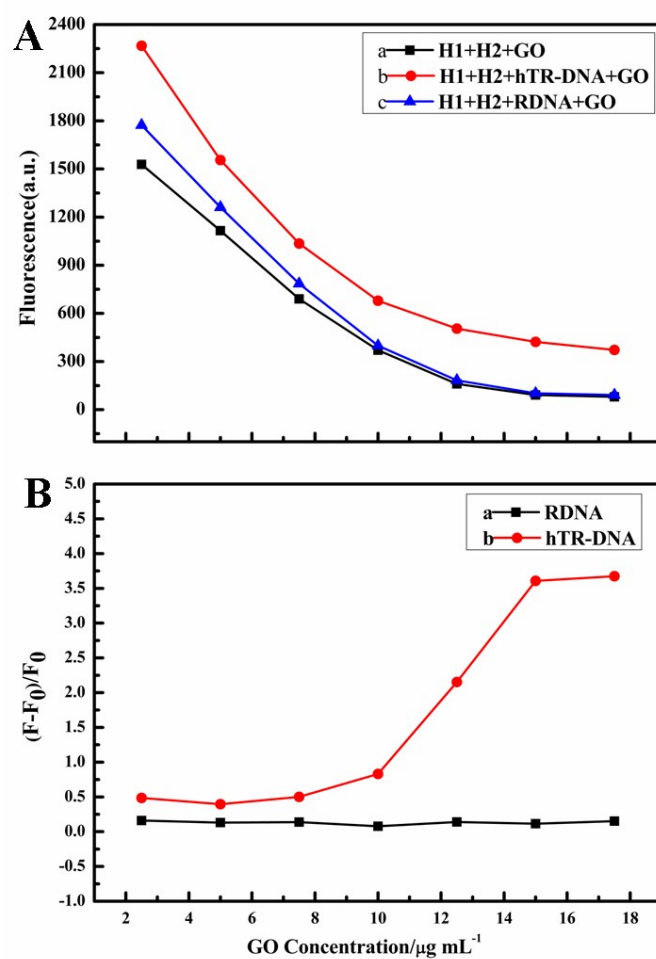 A
2400
2100
1800
1500
1200
900
600
300
0
Fluorescence(a.u.)
a H1+H2+GO
b H1+H2+hTR-DNA+GO
c H1+H2+RDNA+GO
B
5.0
4.5
4.0
3.5
3.0
2.5
2.0
1.5
1.0
0.5
0.0
-0.5
-1.0
(F-F₀)/F₀
a RDNA
b hTR-DNA
2 4 6 8 10 12 14 16 18
GO Concentration/μg mL⁻¹